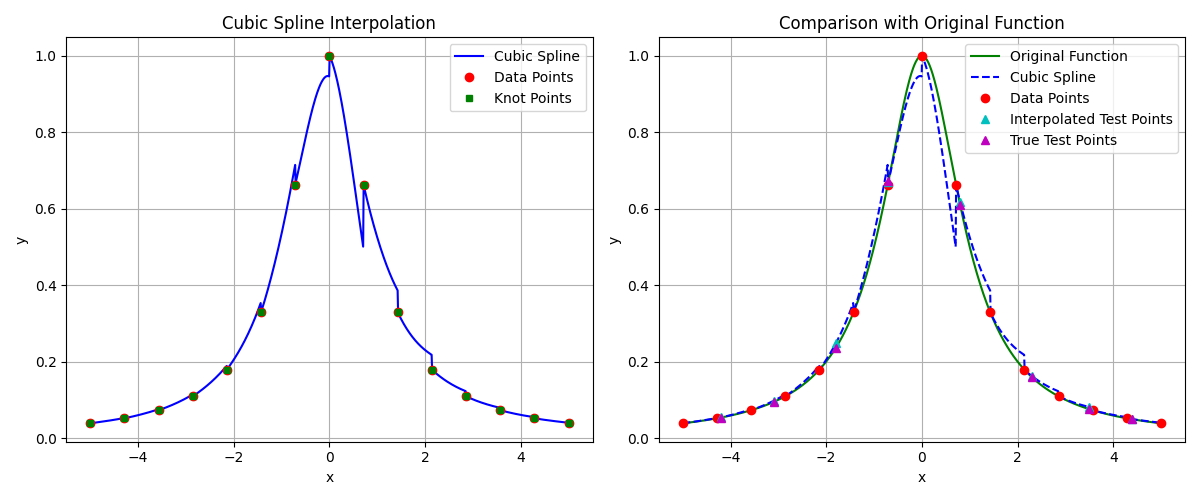 Cubic Spline Interpolation
Cubic Spline
Data Points
Knot Points
1.0
0.8
0.6
0.4
0.2
0.0
y
−4
−2
0
2
4
x
Comparison with Original Function
Original Function
Cubic Spline
Data Points
Interpolated Test Points
True Test Points
1.0
0.8
0.6
0.4
0.2
0.0
y
−4
−2
0
2
4
x